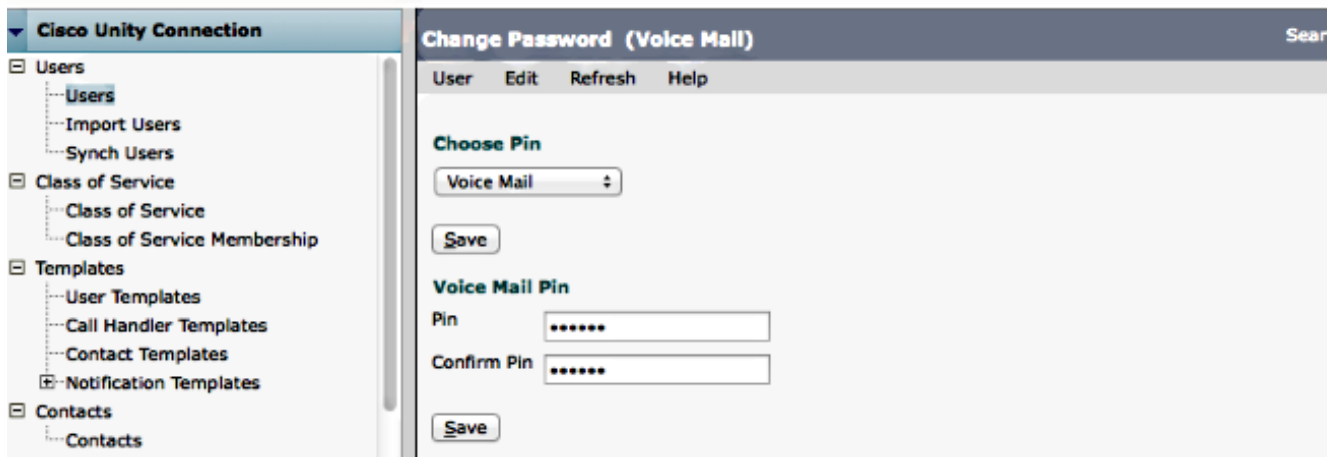 Cisco Unity Connection
Users
Users
Import Users
Synch Users
Class of Service
Class of Service
Class of Service Membership
Templates
User Templates
Call Handler Templates
Contact Templates
Notification Templates
Contacts
Contacts
Change Password (Voice Mail)
Sear
User Edit Refresh Help
Choose Pin
Voice Mail
Save
Voice Mail Pin
Pin ••••••
Confirm Pin ••••••
Save